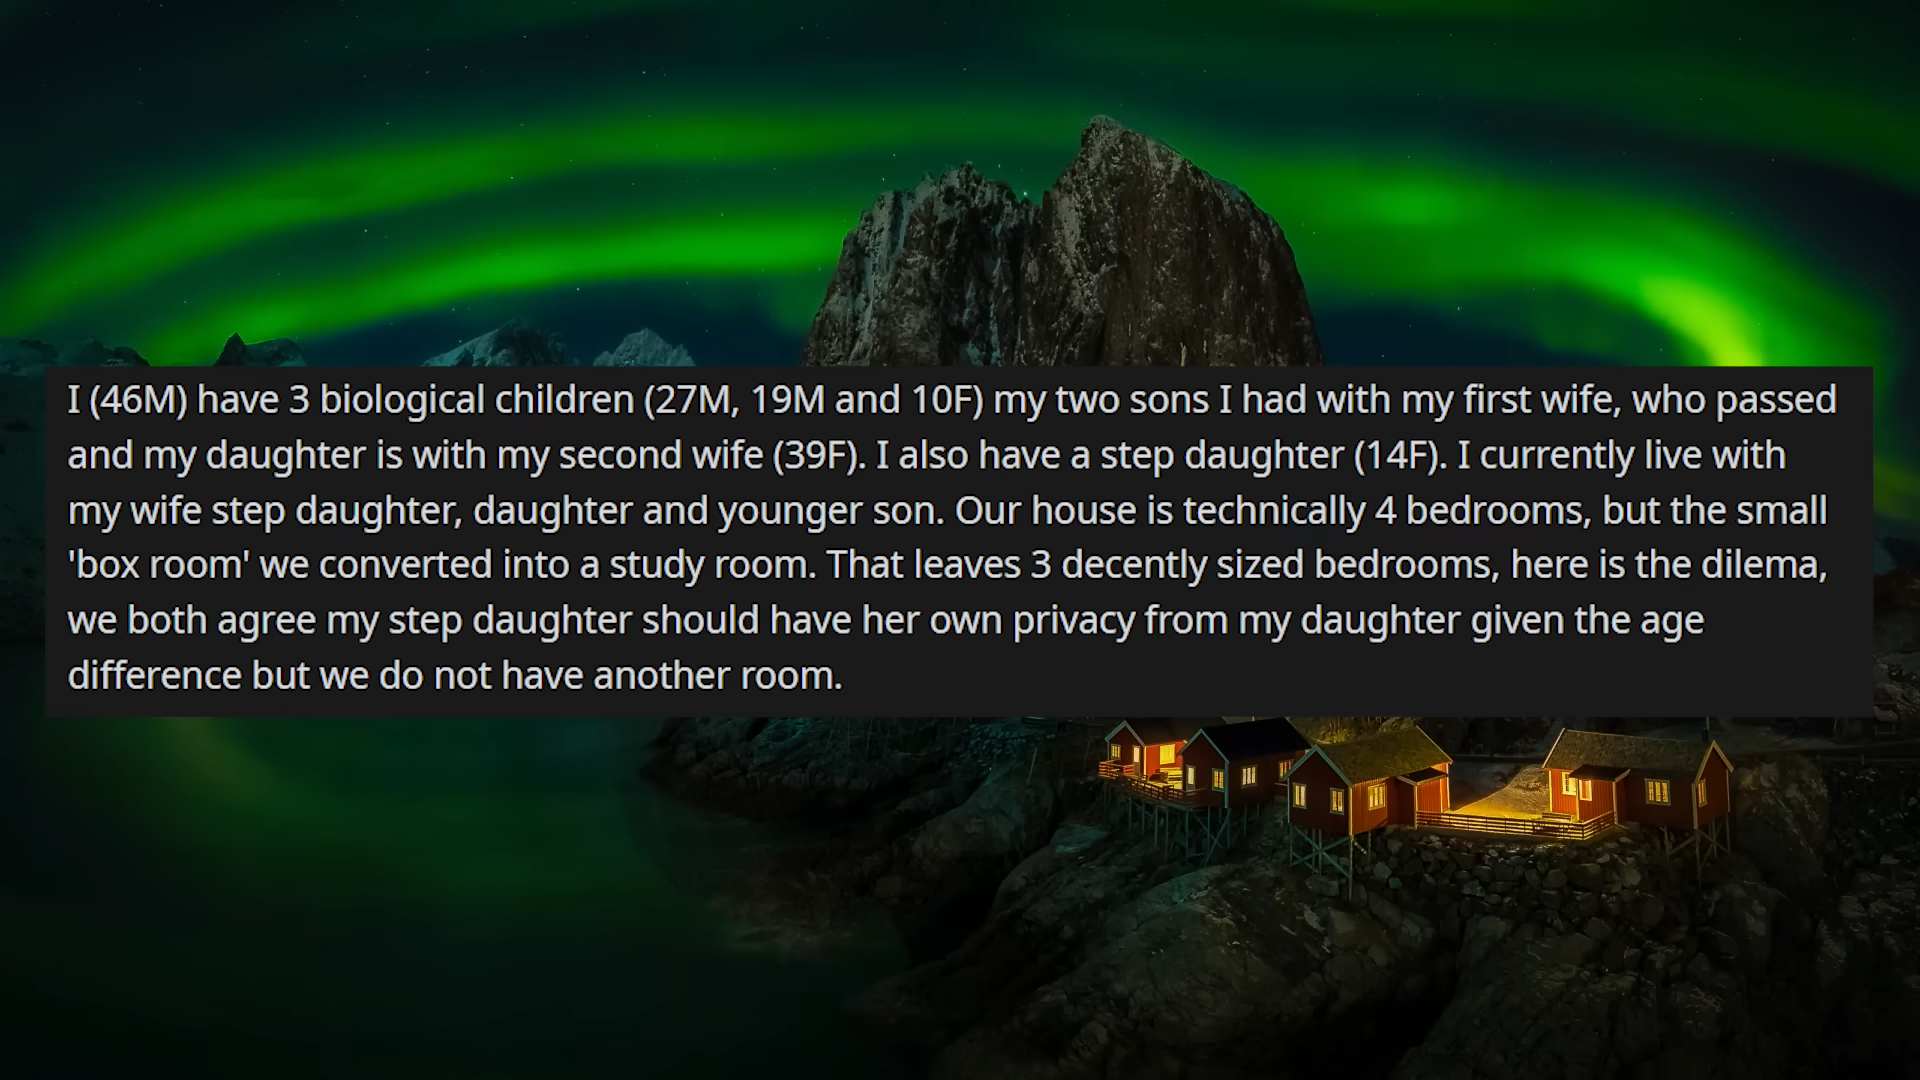 I (46M) have 3 biological children (27M, 19M and 10F) my two sons I had with my first wife, who passed
and my daughter is with my second wife (39F). I also have a step daughter (14F). I currently live with
my wife step daughter, daughter and younger son. Our house is technically 4 bedrooms, but the small
'box room' we converted into a study room. That leaves 3 decently sized bedrooms, here is the dilema,
we both agree my step daughter should have her own privacy from my daughter given the age
difference but we do not have another room.